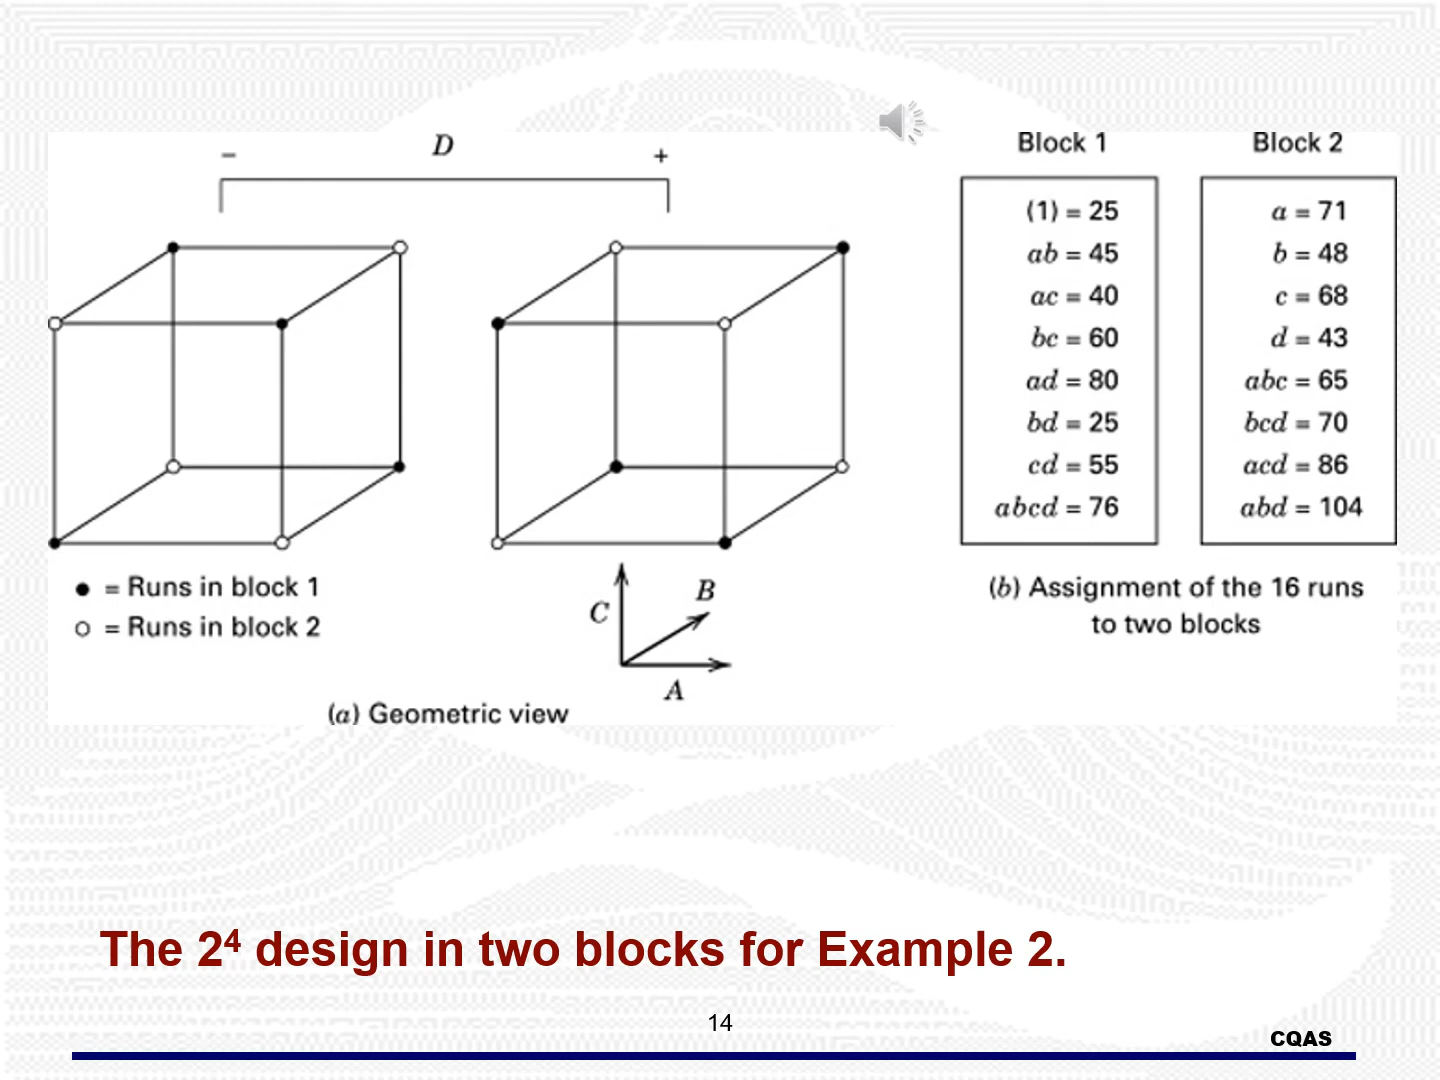 − D +
= Runs in block 1
= Runs in block 2
C
B
A
(a) Geometric view
Block 1
(1) = 25
ab = 45
ac = 40
bc = 60
ad = 80
bd = 25
cd = 55
abcd = 76
Block 2
a = 71
b = 48
c = 68
d = 43
abc = 65
bcd = 70
acd = 86
abd = 104
(b) Assignment of the 16 runs
to two blocks
The 2⁴ design in two blocks for Example 2.
14
CQAS